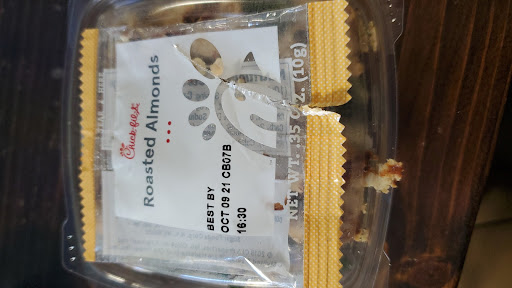 Chick-fil-A
Roasted Almonds
BEST BY
OCT 09 21 CB07B
16:30
NET WT. .35 OZ. (10g)